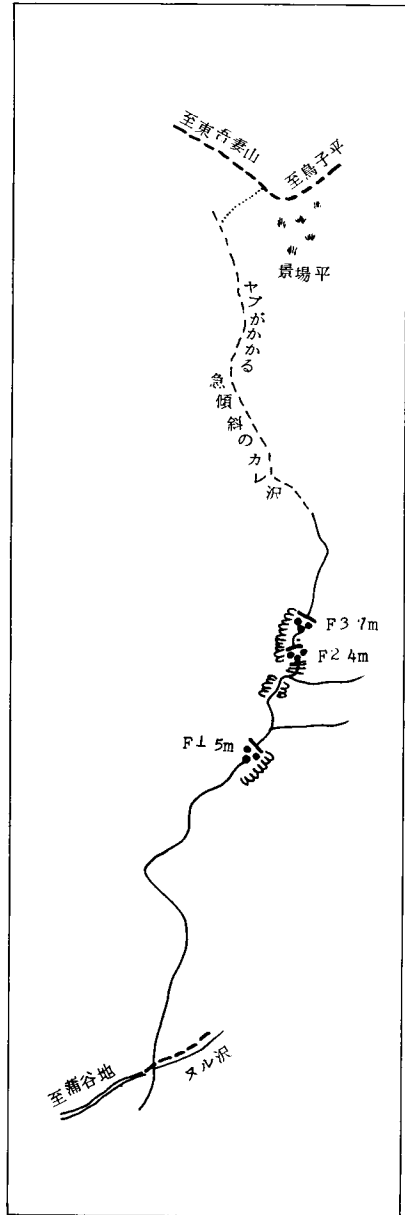 至東吾妻山
至鳥子平
景場平
ヤブがかかる
急傾斜のカレ沢
F3 7m
F2 4m
F1 5m
至蒲谷地
ヌル沢